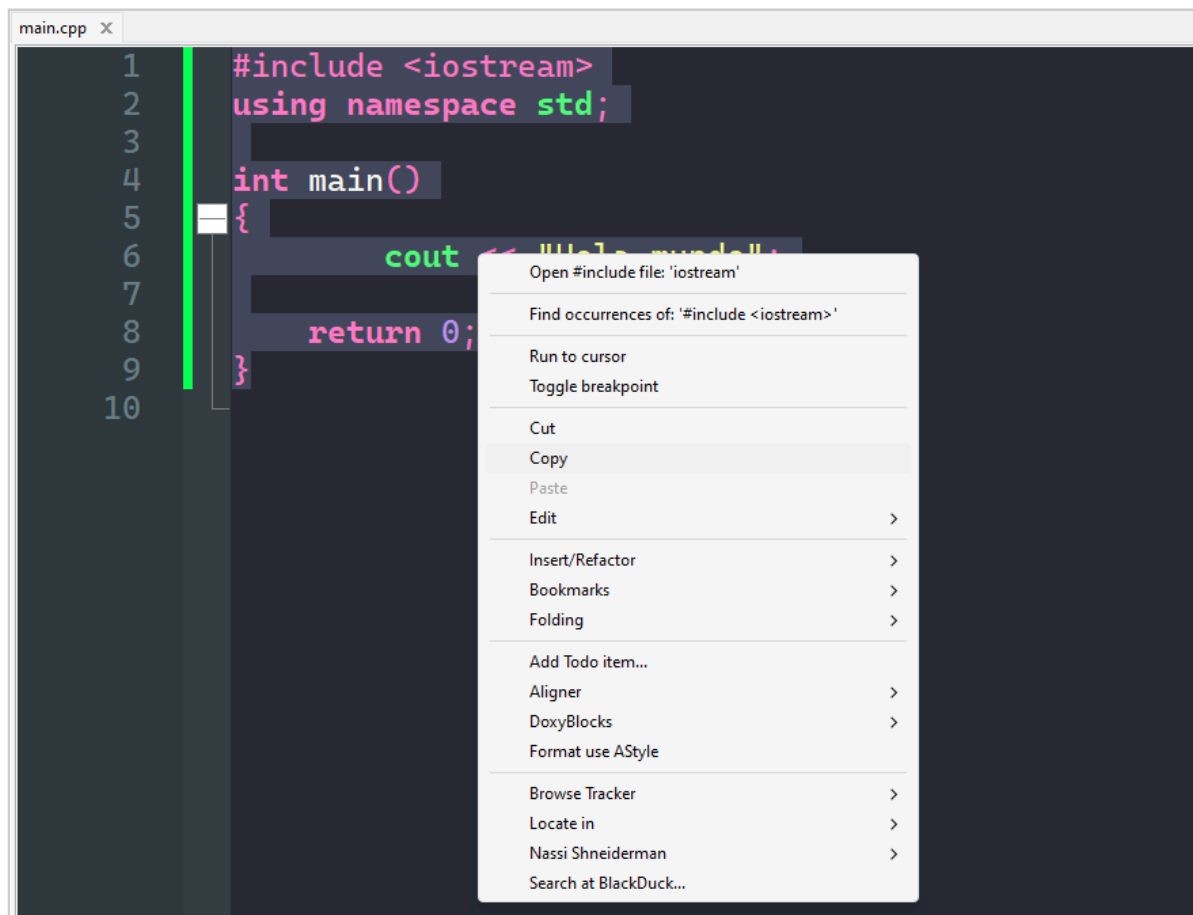 main.cpp X
1 #include <iostream>
2 using namespace std;
3
4 int main()
5 {
6 cout << "Hola mundo";
7
8 return 0;
9 }
10
Open #include file: 'iostream'
Find occurrences of: '#include <iostream>'
Run to cursor
Toggle breakpoint
Cut
Copy
Paste
Edit
Insert/Refactor
Bookmarks
Folding
Add Todo item...
Aligner
DoxyBlocks
Format use AStyle
Browse Tracker
Locate in
Nassi Shneiderman
Search at BlackDuck...